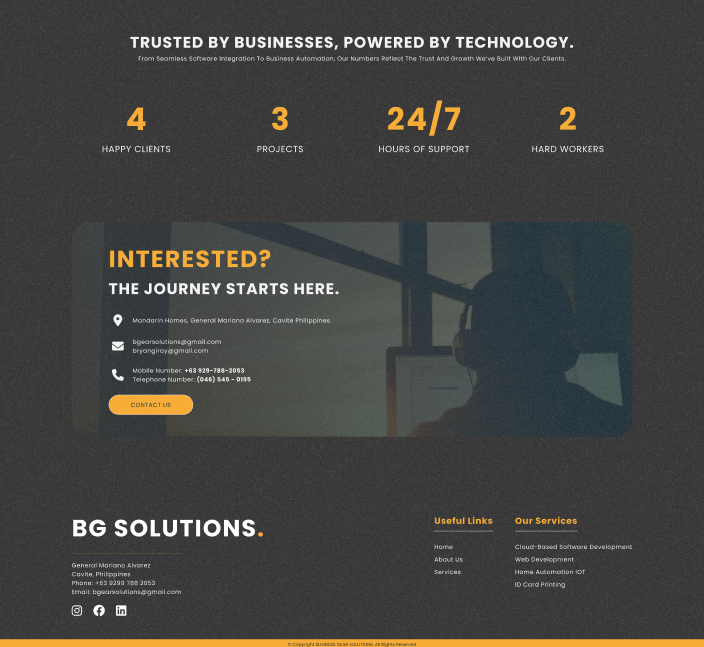 TRUSTED BY BUSINESSES, POWERED BY TECHNOLOGY.
From Seamless Software Integration To Business Automation, Our Numbers Reflect The Trust And Growth We've Built With Our Clients.
4
HAPPY CLIENTS
3
PROJECTS
24/7
HOURS OF SUPPORT
2
HARD WORKERS
INTERESTED?
THE JOURNEY STARTS HERE.
Mandarin Homes, General Mariano Alvarez, Cavite Philippines
bgearsolutions@gmail.com
bryangiray@gmail.com
Mobile Number: +63 929-788-2053
Telephone Number: (046) 545 - 0195
CONTACT US
BG SOLUTIONS.
General Mariano Alvarez
Cavite, Philippines
Phone: +63 9299 788 2053
Email: bgearsolutions@gmail.com
Useful Links
Home
About Us
Services
Our Services
Cloud-Based Software Development
Web Development
Home Automation IOT
ID Card Printing
© Copyright BUSINESS GEAR SOLUTIONS. All Rights Reserved